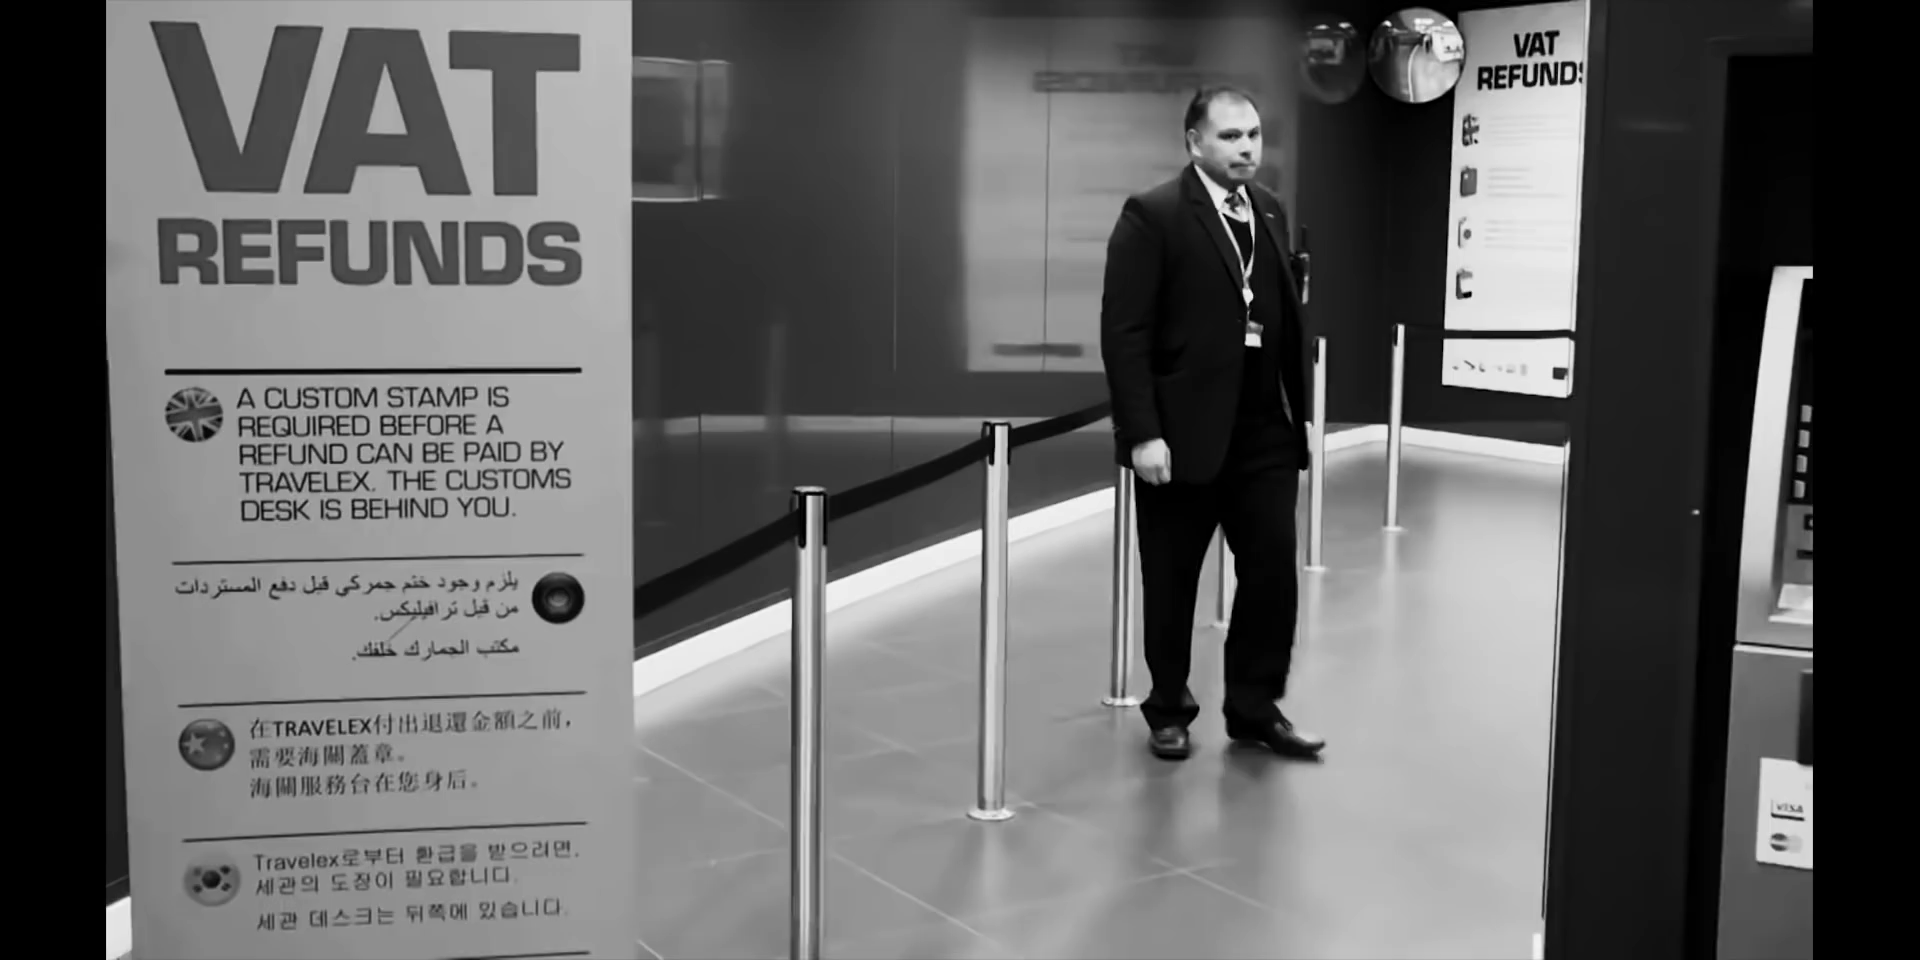 VAT
REFUNDS
A CUSTOM STAMP IS
REQUIRED BEFORE A
REFUND CAN BE PAID BY
TRAVELEX. THE CUSTOMS
DESK IS BEHIND YOU.
يلزم وجود ختم جمركي قبل دفع المستردات
من قبل ترافيليكس.
مكتب الجمارك خلفك.
在TRAVELEX付出退還金額之前，
需要海關蓋章。
海關服務台在您身后。
Travelex로부터 환급을 받으려면.
세관의 도장이 필요합니다.
세관 데스크는 뒤쪽에 있습니다.
VAT
REFUNDS
VISA